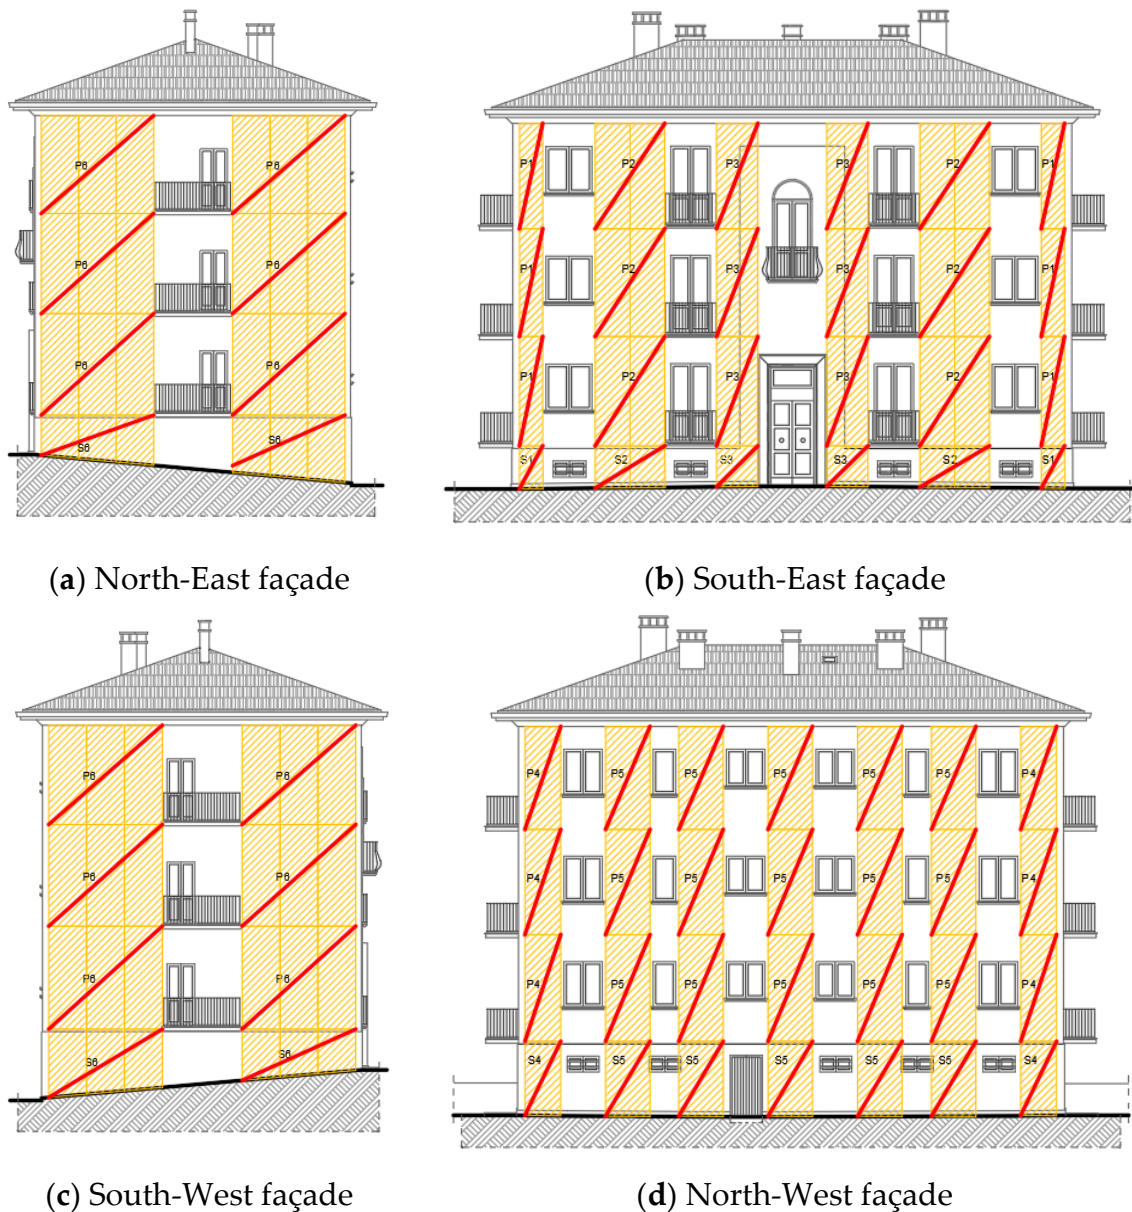 P6 P6
P6 P6
P6 P6
S6 S6
P1 P2 P3 P3 P2 P1
P1 P2 P3 P3 P2 P1
P1 P2 P3 P3 P2 P1
S1 S2 S3 S3 S2 S1
(a) North-East façade
(b) South-East façade
P6 P6
P6 P6
P6 P6
S6 S6
P4 P5 P5 P5 P5 P5 P4
P4 P5 P5 P5 P5 P5 P4
P4 P5 P5 P5 P5 P5 P4
S4 S5 S5 S5 S5 S5 S4
(c) South-West façade
(d) North-West façade